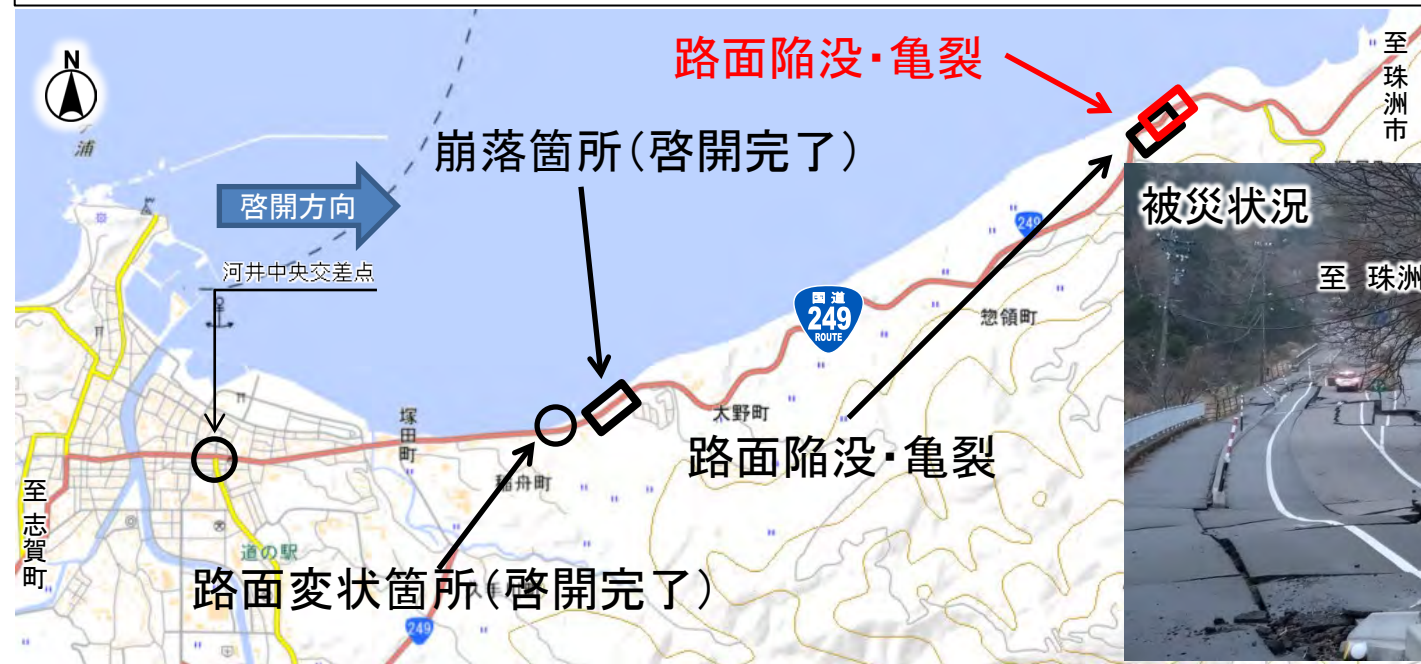 路面陥没・亀裂
至珠洲市
N
浦
崩落箇所(啓開完了)
啓開方向
被災状況
249
至 珠洲
河井中央交差点
国道
249
ROUTE
惣領町
塚田町
大野町
路面陥没・亀裂
稲舟町
至志賀町
道の駅
路面変状箇所(啓開完了)
249